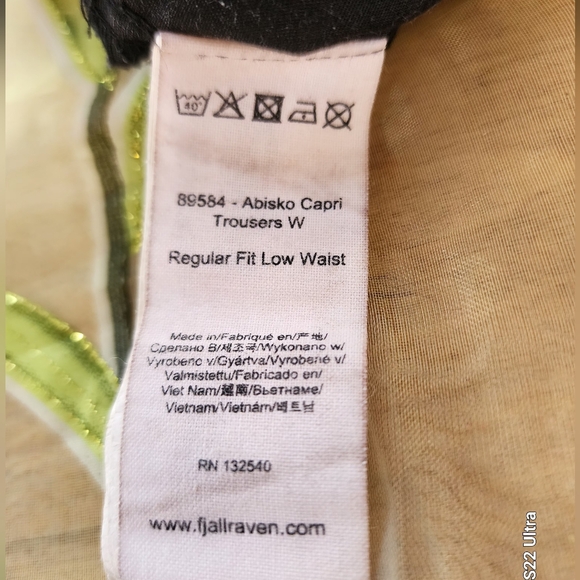 40°
89584 - Abisko Capri
Trousers W
Regular Fit Low Waist
Made in/Fabriqué en/产地/
Сделано В/제조국/Wykonano w/
Vyrobeno v/Gyártva/Vyrobené v/
Valmistettu/Fabricado en/
Viet Nam/越南/Вьетнаме/
Vietnam/Vietnám/베트남
RN 132540
www.fjallraven.com
S22 Ultra